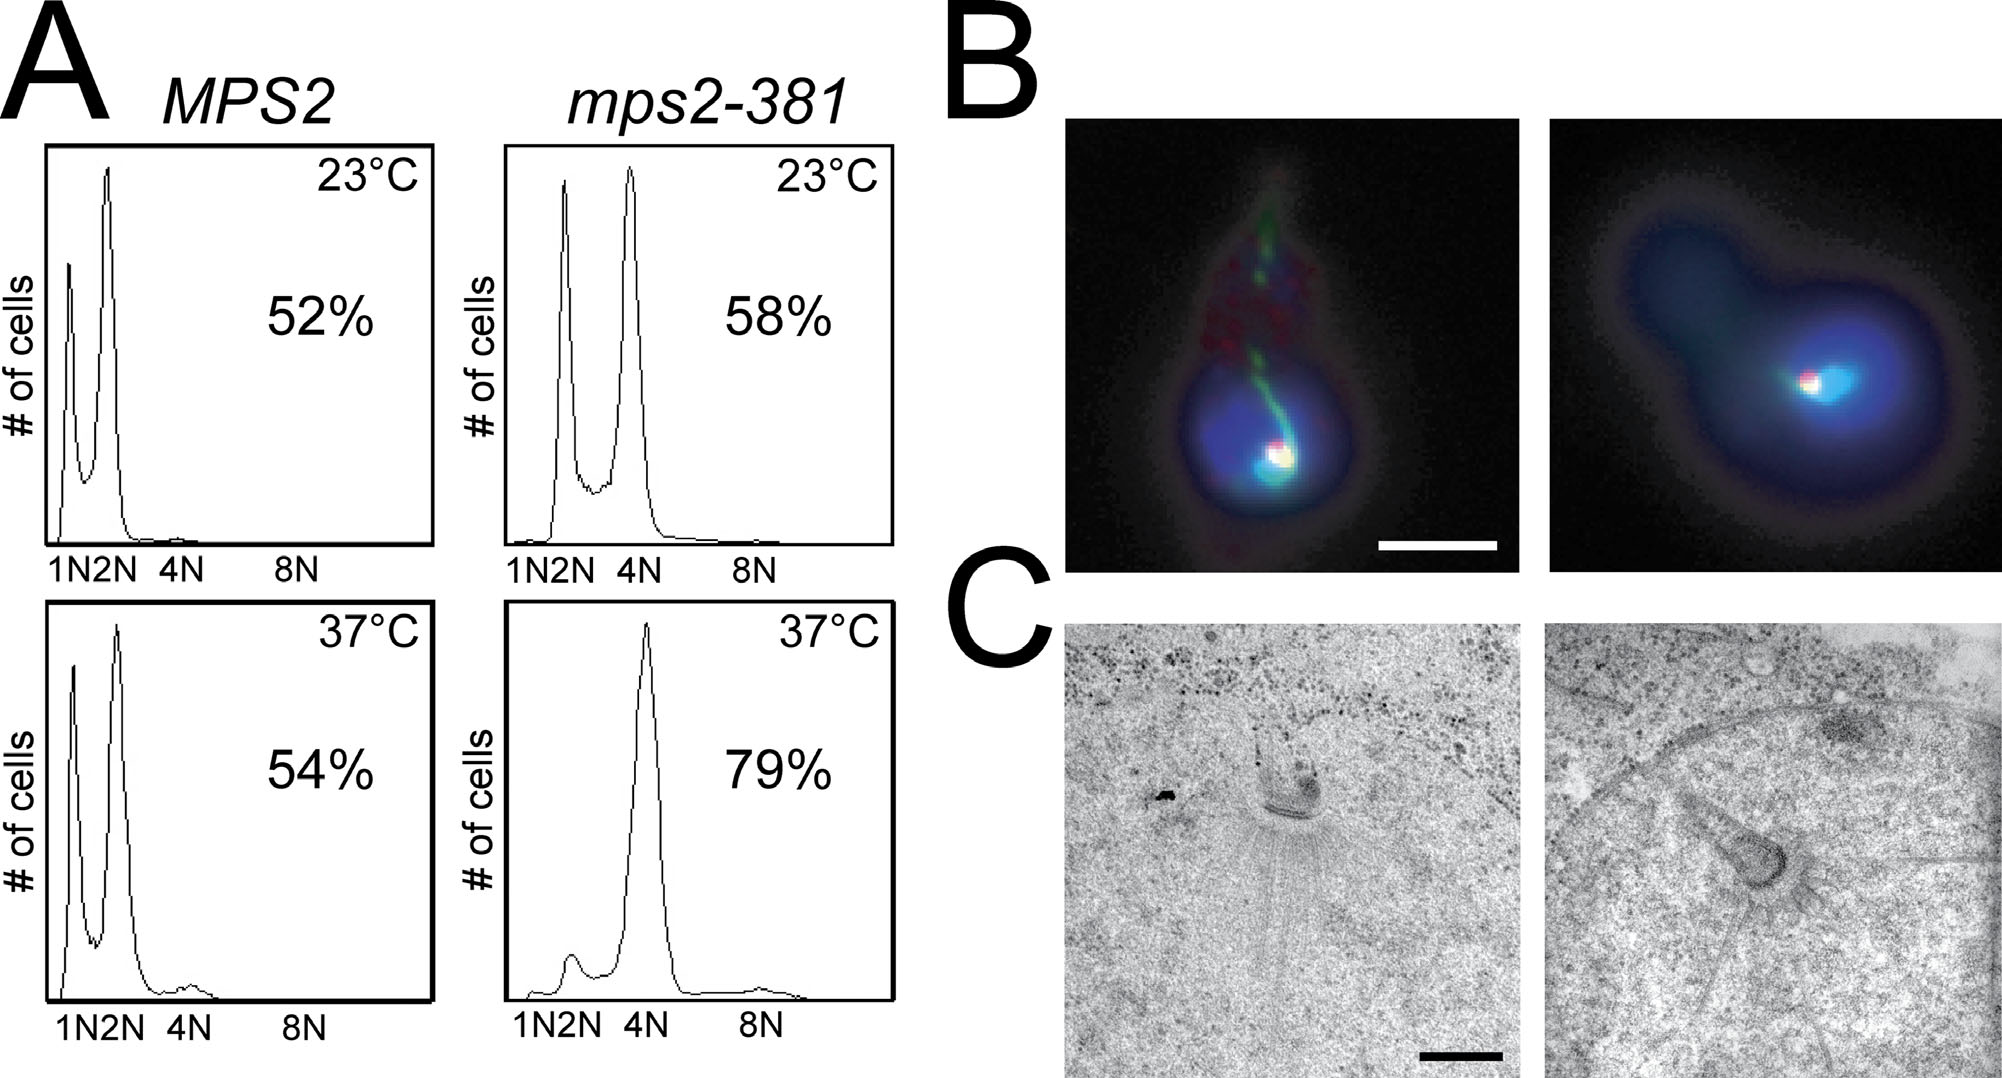 A
MPS2
mps2-381
23°C
52%
# of cells
1N2N 4N 8N
23°C
58%
# of cells
1N2N 4N 8N
37°C
54%
# of cells
1N2N 4N 8N
37°C
79%
# of cells
1N2N 4N 8N
B
C